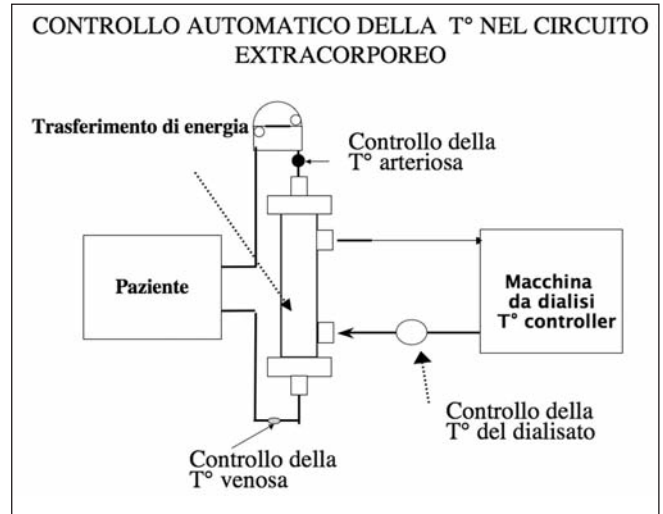 CONTROLLO AUTOMATICO DELLA T° NEL CIRCUITO
EXTRACORPOREO
Trasferimento di energia
Controllo della
T° arteriosa
Paziente
Macchina
da dialisi
T° controller
Controllo della
T° del dialisato
Controllo della
T° venosa